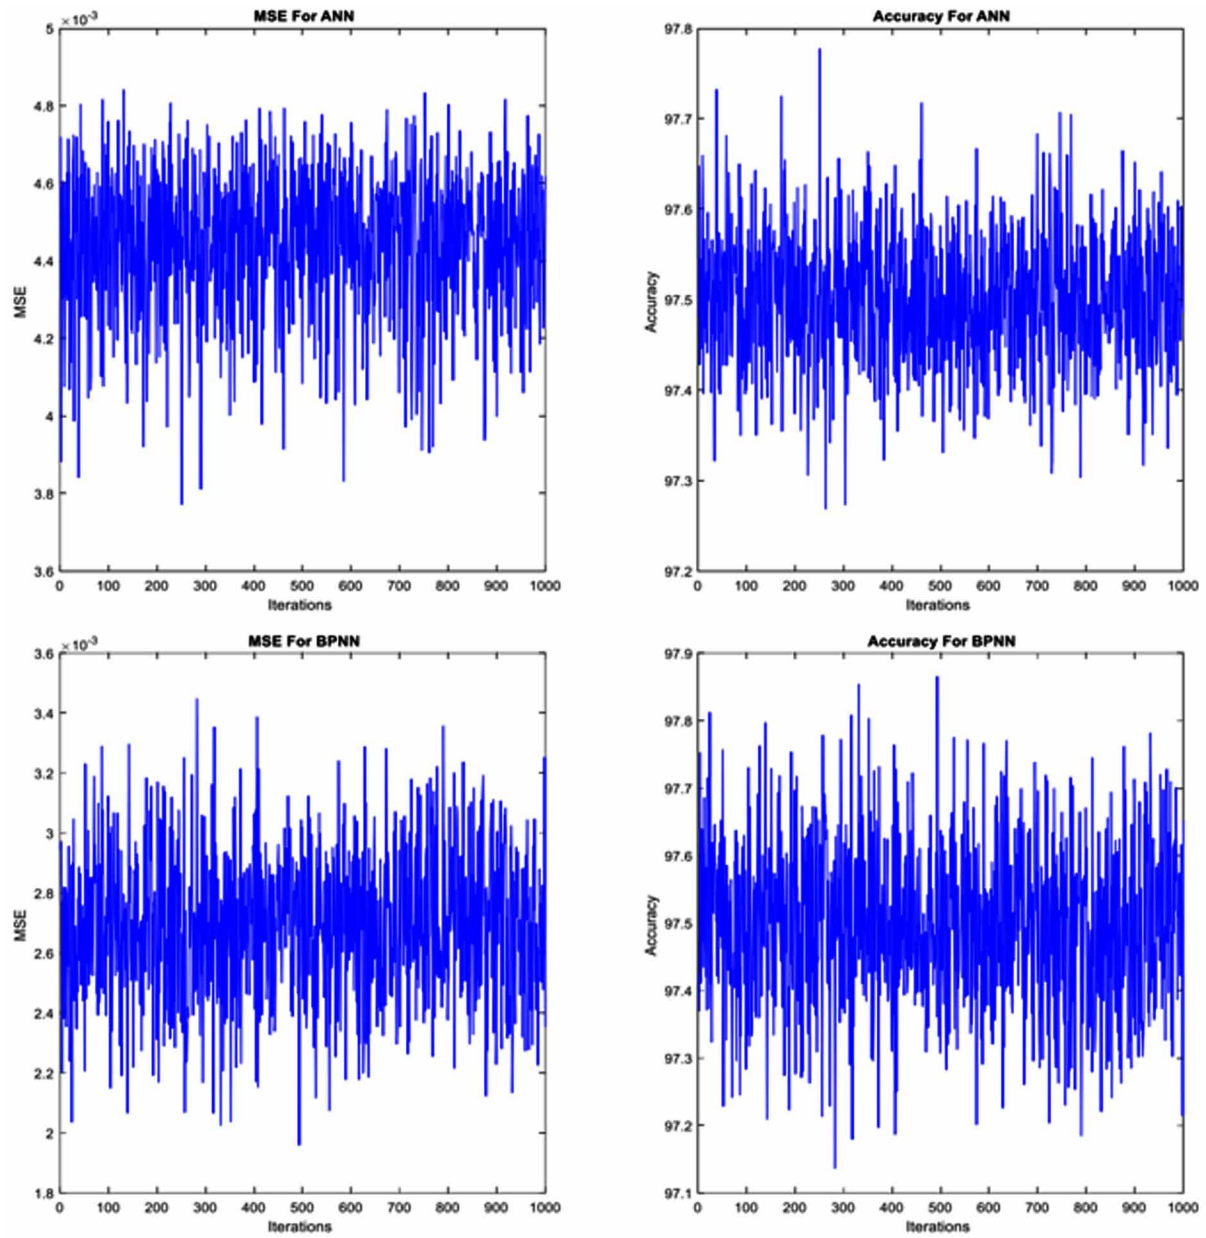 MSE For ANN
×10⁻³
5
4.8
4.6
4.4
4.2
4
3.8
3.6
MSE
0 100 200 300 400 500 600 700 800 900 1000
Iterations
Accuracy For ANN
97.8
97.7
97.6
97.5
97.4
97.3
97.2
Accuracy
0 100 200 300 400 500 600 700 800 900 1000
Iterations
MSE For BPNN
×10⁻³
3.6
3.4
3.2
3
2.8
2.6
2.4
2.2
2
1.8
MSE
0 100 200 300 400 500 600 700 800 900 1000
Iterations
Accuracy For BPNN
97.9
97.8
97.7
97.6
97.5
97.4
97.3
97.2
97.1
Accuracy
0 100 200 300 400 500 600 700 800 900 1000
Iterations